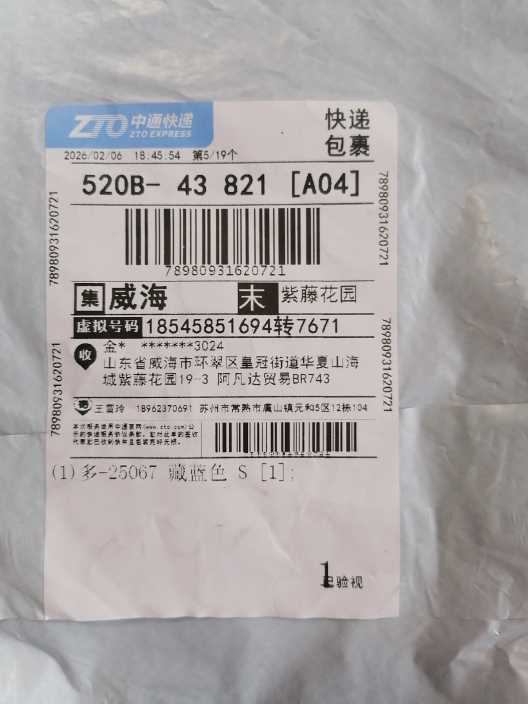 ZTO 中通快递
ZTO EXPRESS
快递
包裹
2026/02/06 18:45:54 第5/19个
520B- 43 821 [A04]
78980931620721
78980931620721
78980931620721
集 威海 末 紫藤花园
虚拟号码 18545851694转7671
收 金* *******3024
山东省威海市环翠区皇冠街道华夏山海
城紫藤花园19-3 阿凡达贸易BR743
78980931620721
78980931620721
王雪玲 18962370691 苏州市常熟市虞山镇元和5区12栋104
(1)多-25067 藏蓝色 S [1];
1
已验视